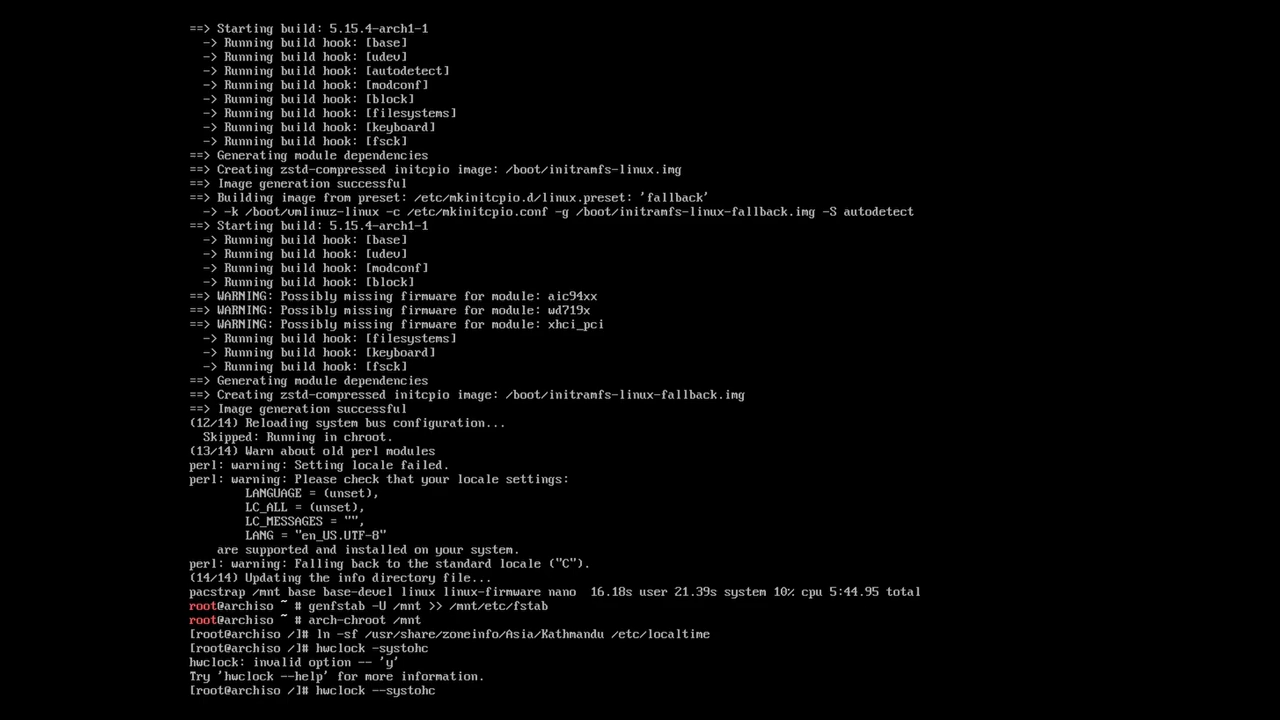 ==> Starting build: 5.15.4-arch1-1
  -> Running build hook: [base]
  -> Running build hook: [udev]
  -> Running build hook: [autodetect]
  -> Running build hook: [modconf]
  -> Running build hook: [block]
  -> Running build hook: [filesystems]
  -> Running build hook: [keyboard]
  -> Running build hook: [fsck]
==> Generating module dependencies
==> Creating zstd-compressed initcpio image: /boot/initramfs-linux.img
==> Image generation successful
==> Building image from preset: /etc/mkinitcpio.d/linux.preset: 'fallback'
  -> -k /boot/vmlinuz-linux -c /etc/mkinitcpio.conf -g /boot/initramfs-linux-fallback.img -S autodetect
==> Starting build: 5.15.4-arch1-1
  -> Running build hook: [base]
  -> Running build hook: [udev]
  -> Running build hook: [modconf]
  -> Running build hook: [block]
==> WARNING: Possibly missing firmware for module: aic94xx
==> WARNING: Possibly missing firmware for module: wd719x
==> WARNING: Possibly missing firmware for module: xhci_pci
  -> Running build hook: [filesystems]
  -> Running build hook: [keyboard]
  -> Running build hook: [fsck]
==> Generating module dependencies
==> Creating zstd-compressed initcpio image: /boot/initramfs-linux-fallback.img
==> Image generation successful
(12/14) Reloading system bus configuration...
  Skipped: Running in chroot.
(13/14) Warn about old perl modules
perl: warning: Setting locale failed.
perl: warning: Please check that your locale settings:
        LANGUAGE = (unset),
        LC_ALL = (unset),
        LC_MESSAGES = "",
        LANG = "en_US.UTF-8"
    are supported and installed on your system.
perl: warning: Falling back to the standard locale ("C").
(14/14) Updating the info directory file...
pacstrap /mnt base base-devel linux linux-firmware nano  16.18s user 21.39s system 10% cpu 5:44.95 total
root@archiso ~ # genfstab -U /mnt >> /mnt/etc/fstab
root@archiso ~ # arch-chroot /mnt
[root@archiso /]# ln -sf /usr/share/zoneinfo/Asia/Kathmandu /etc/localtime
[root@archiso /]# hwclock -systohc
hwclock: invalid option -- 'y'
Try 'hwclock --help' for more information.
[root@archiso /]# hwclock --systohc